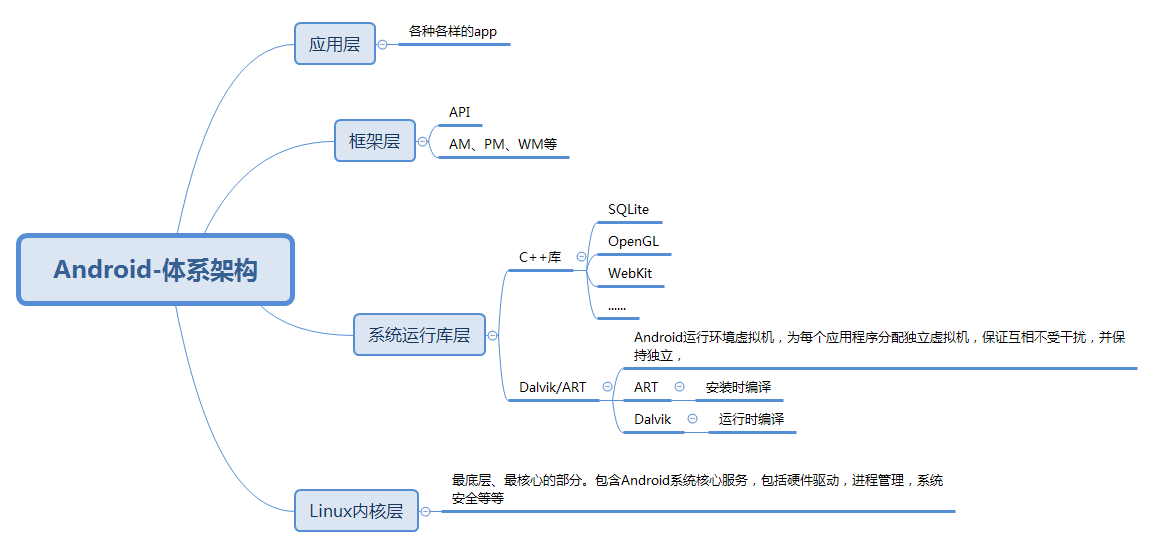 各种各样的app
应用层
API
框架层
AM、PM、WM等
SQLite
OpenGL
C++库
WebKit
......
Android-体系架构
系统运行库层
Android运行环境虚拟机，为每个应用程序分配独立虚拟机，保证互相不受干扰，并保
持独立，
Dalvik/ART
ART
安装时编译
Dalvik
运行时编译
最底层、最核心的部分。包含Android系统核心服务，包括硬件驱动，进程管理，系统
安全等等
Linux内核层